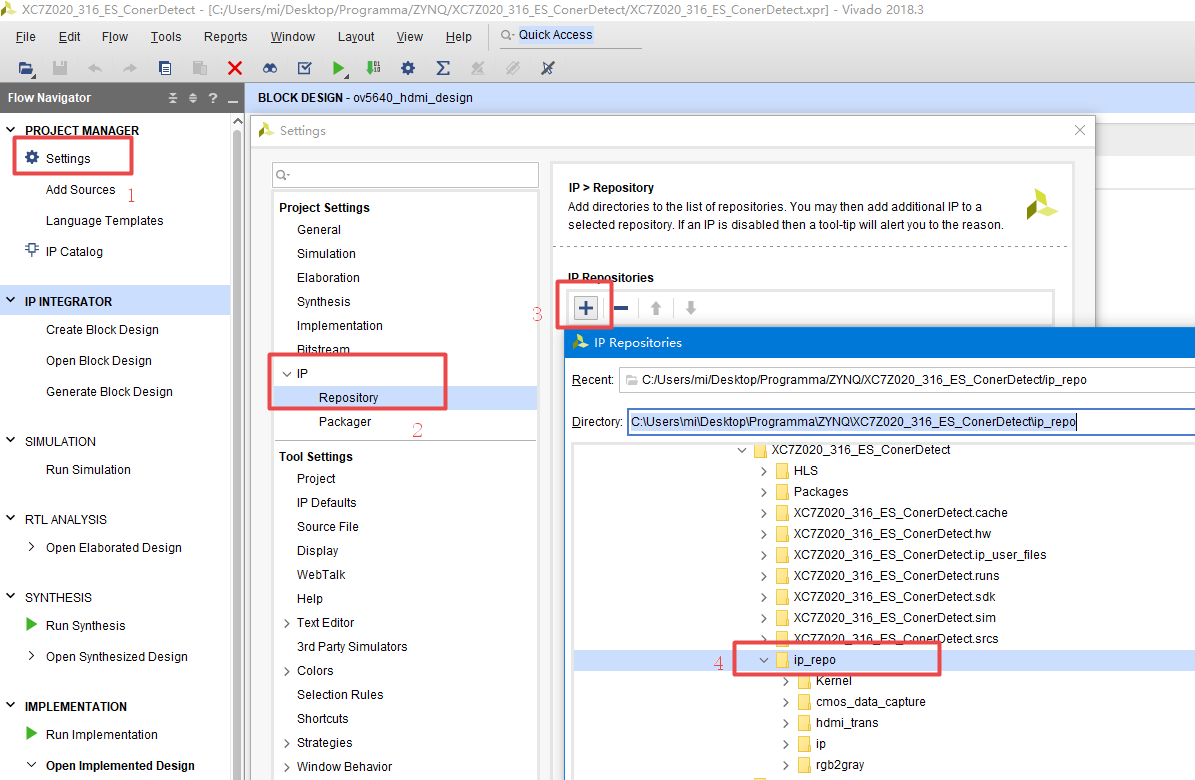 XC7Z020_316_ES_ConerDetect - [C:/Users/mi/Desktop/Programma/ZYNQ/XC7Z020_316_ES_ConerDetect/XC7Z020_316_ES_ConerDetect.xpr] - Vivado 2018.3
File Edit Flow Tools Reports Window Layout View Help Quick Access
Flow Navigator
BLOCK DESIGN - ov5640_hdmi_design
PROJECT MANAGER
Settings
Add Sources
1
Language Templates
IP Catalog
IP INTEGRATOR
Create Block Design
Open Block Design
Generate Block Design
SIMULATION
Run Simulation
RTL ANALYSIS
Open Elaborated Design
SYNTHESIS
Run Synthesis
Open Synthesized Design
IMPLEMENTATION
Run Implementation
Open Implemented Design
Settings
Project Settings
General
Simulation
Elaboration
Synthesis
Implementation
Bitstream
IP
Repository
Packager
2
Tool Settings
Project
IP Defaults
Source File
Display
WebTalk
Help
Text Editor
3rd Party Simulators
Colors
Selection Rules
Shortcuts
Strategies
Window Behavior
IP > Repository
Add directories to the list of repositories. You may then add additional IP to a
selected repository. If an IP is disabled then a tool-tip will alert you to the reason.
IP Repositories
3
IP Repositories
Recent: C:/Users/mi/Desktop/Programma/ZYNQ/XC7Z020_316_ES_ConerDetect/ip_repo
Directory: C:\Users\mi\Desktop\Programma\ZYNQ\XC7Z020_316_ES_ConerDetect\ip_repo
XC7Z020_316_ES_ConerDetect
HLS
Packages
XC7Z020_316_ES_ConerDetect.cache
XC7Z020_316_ES_ConerDetect.hw
XC7Z020_316_ES_ConerDetect.ip_user_files
XC7Z020_316_ES_ConerDetect.runs
XC7Z020_316_ES_ConerDetect.sdk
XC7Z020_316_ES_ConerDetect.sim
XC7Z020_316_ES_ConerDetect.srcs
4
ip_repo
Kernel
cmos_data_capture
hdmi_trans
ip
rgb2gray